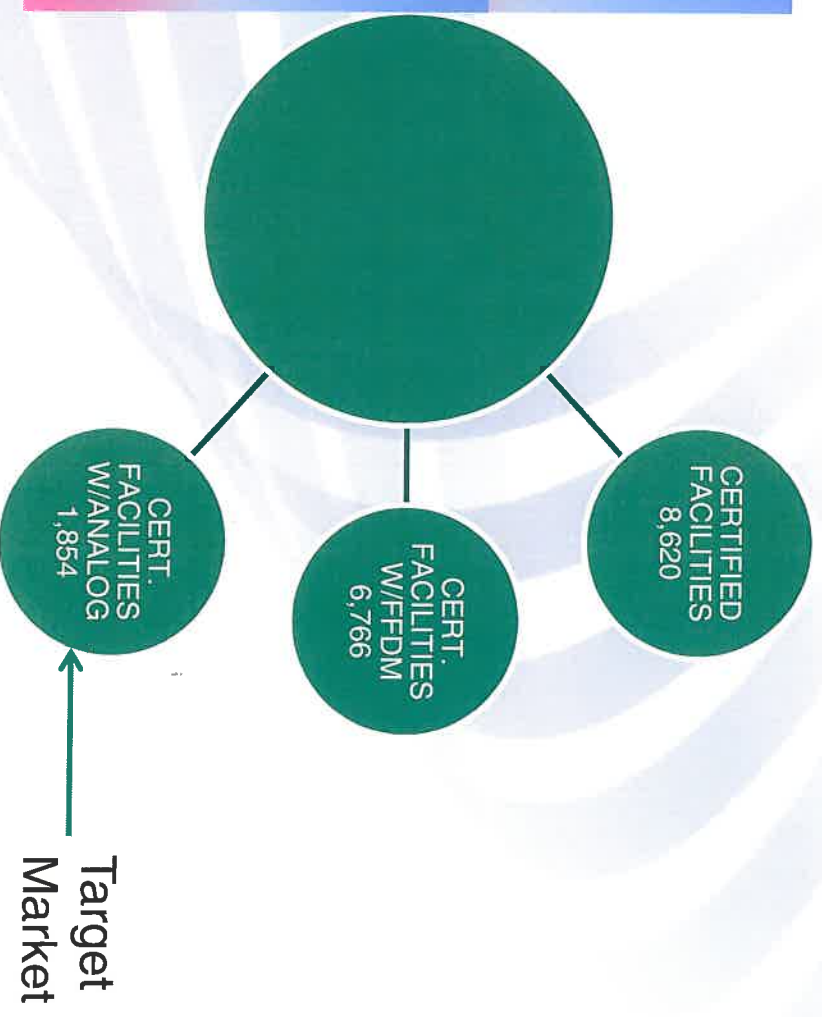 CERTIFIED
FACILITIES
8,620
CERT.
FACILITIES
W/FFDM
6,766
CERT.
FACILITIES
W/ANALOG
1,854
Target
Market